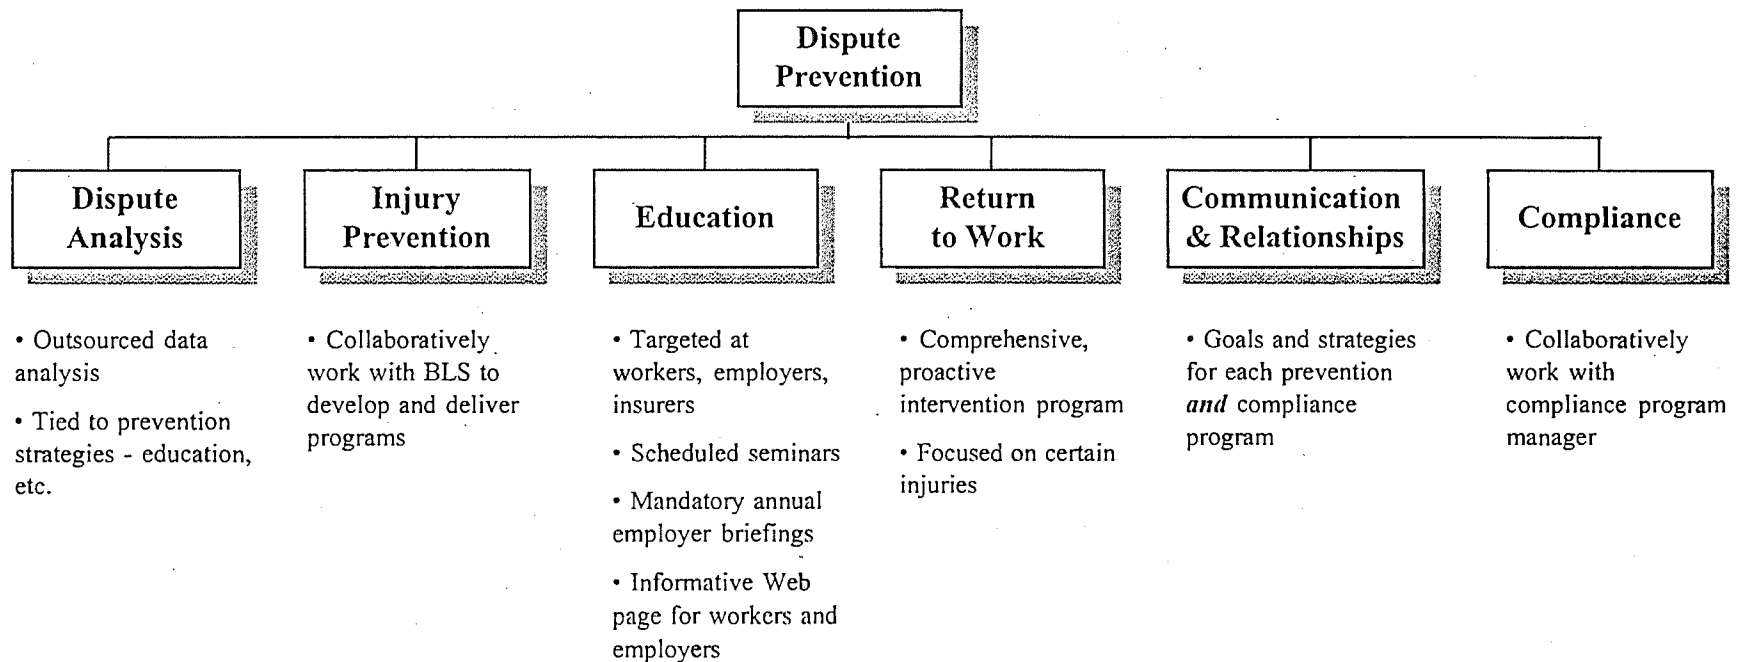 Dispute
Prevention
Dispute
Analysis
• Outsourced data
analysis
• Tied to prevention
strategies - education,
etc.
Injury
Prevention
• Collaboratively
work with BLS to
develop and deliver
programs
Education
• Targeted at
workers, employers,
insurers
• Scheduled seminars
• Mandatory annual
employer briefings
• Informative Web
page for workers and
employers
Return
to Work
• Comprehensive,
proactive
intervention program
• Focused on certain
injuries
Communication
& Relationships
• Goals and strategies
for each prevention
and compliance
program
Compliance
• Collaboratively
work with
compliance program
manager